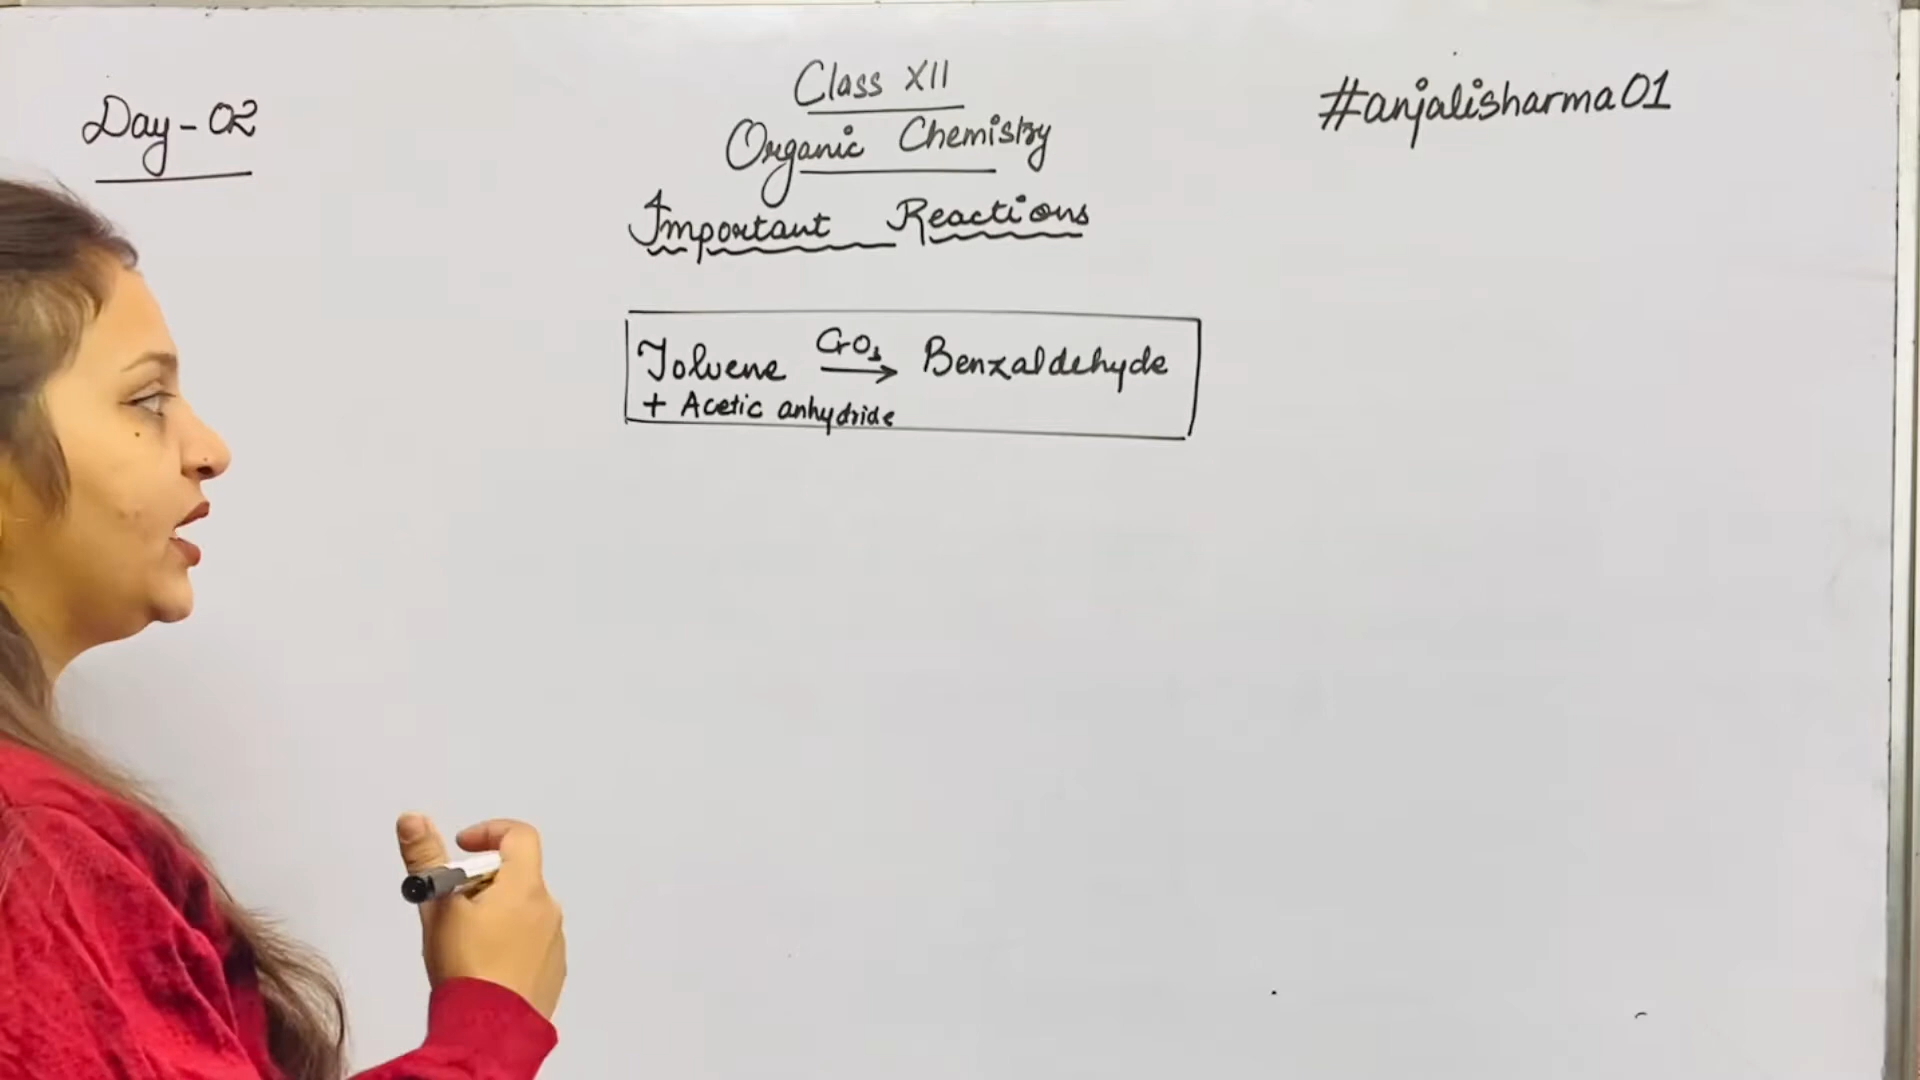 Day-02
Class XII
Organic Chemistry
Important Reactions
#anjalisharma01
Toluene CrO₃ → Benzaldehyde
+ Acetic anhydride